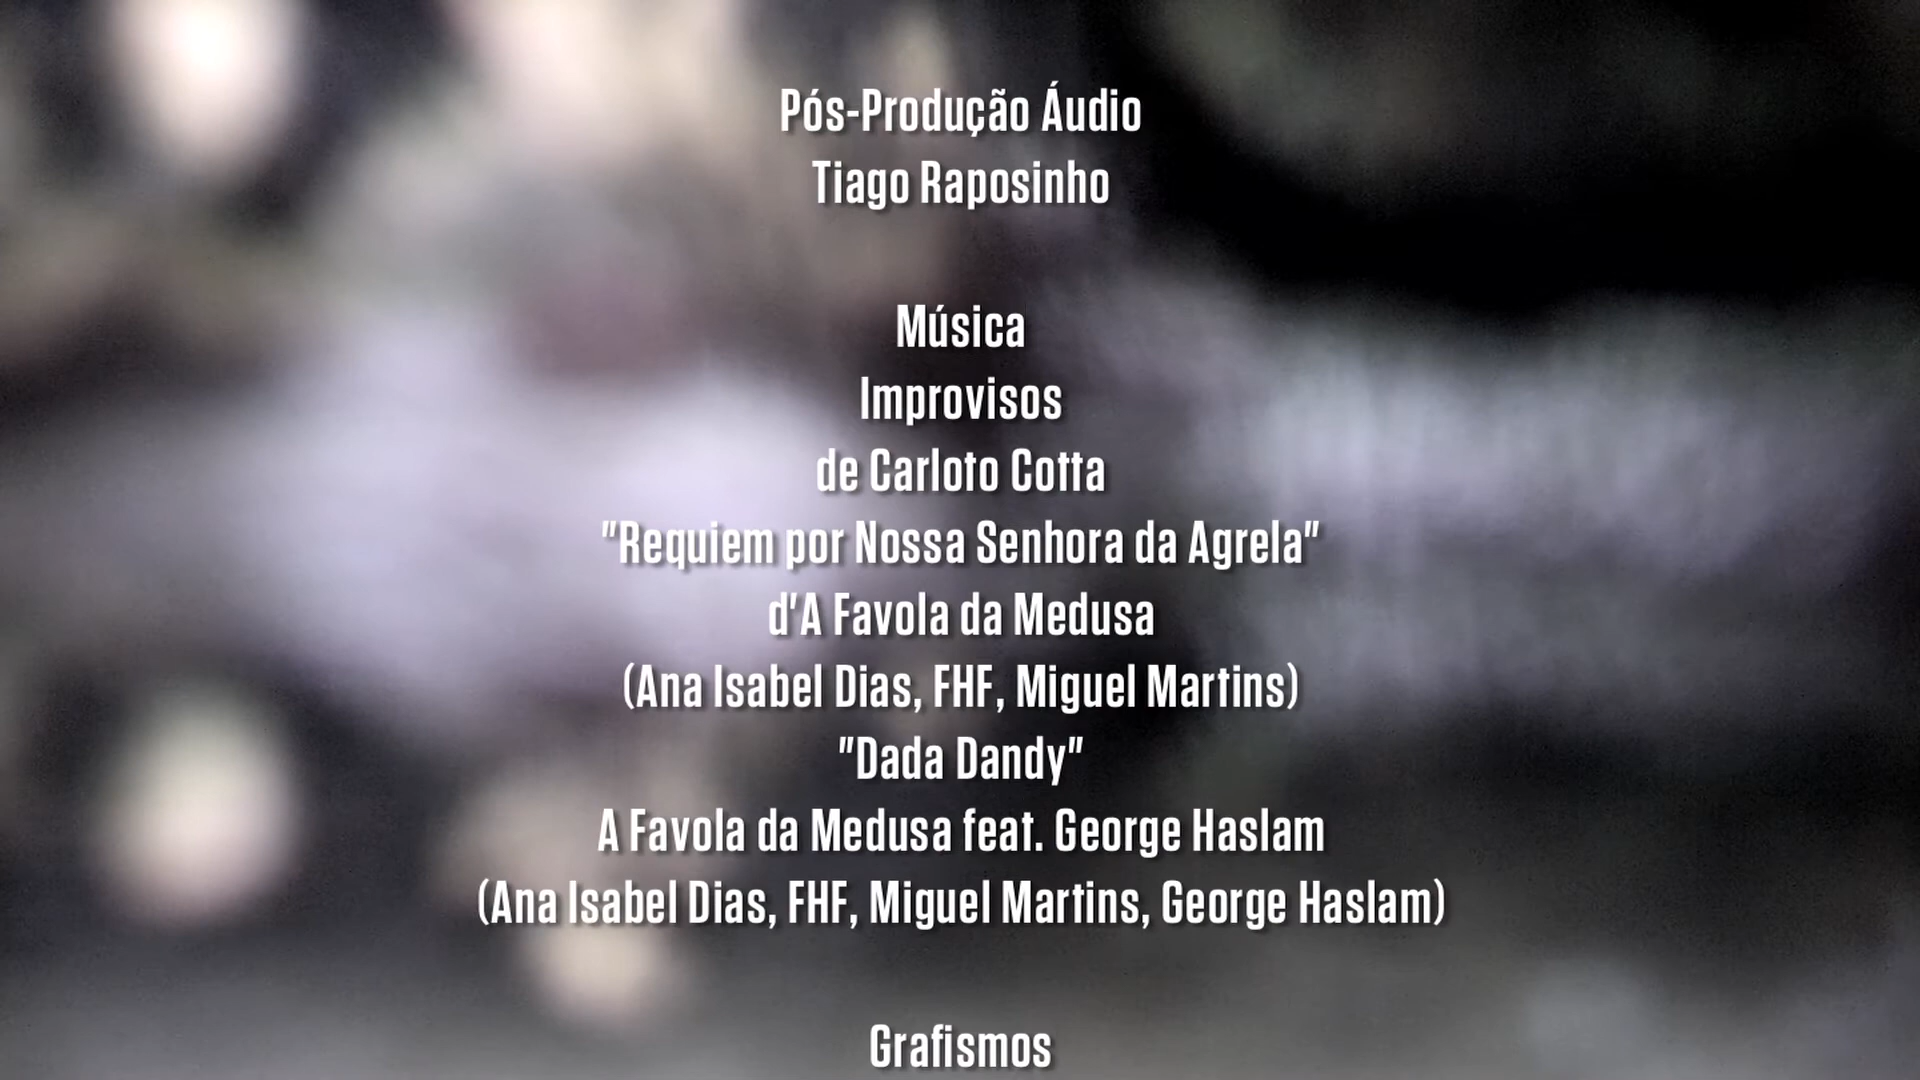 Pós-Produção Áudio
Tiago Raposinho
Música
Improvisos
de Carloto Cotta
"Requiem por Nossa Senhora da Agrela"
d'A Favola da Medusa
(Ana Isabel Dias, FHF, Miguel Martins)
"Dada Dandy"
A Favola da Medusa feat. George Haslam
(Ana Isabel Dias, FHF, Miguel Martins, George Haslam)
Grafismos